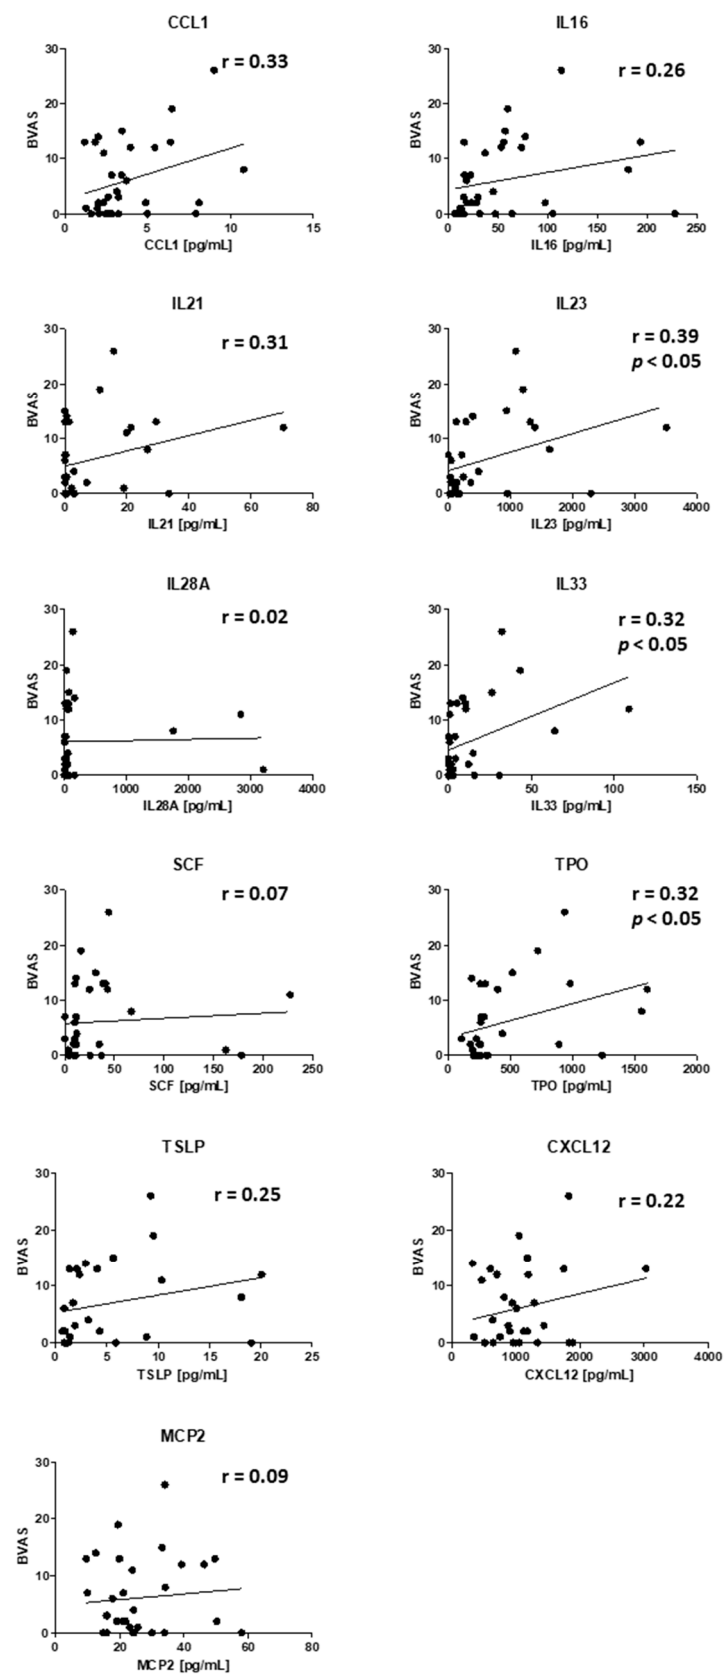 CCL1
r = 0.33
BVAS
30
20
10
0
0 5 10 15
CCL1 [pg/mL]
IL16
r = 0.26
BVAS
30
20
10
0
0 50 100 150 200 250
IL16 [pg/mL]
IL21
r = 0.31
BVAS
30
20
10
0
0 20 40 60 80
IL21 [pg/mL]
IL23
r = 0.39
p < 0.05
BVAS
30
20
10
0
0 1000 2000 3000 4000
IL23 [pg/mL]
IL28A
r = 0.02
BVAS
30
20
10
0
0 1000 2000 3000 4000
IL28A [pg/mL]
IL33
r = 0.32
p < 0.05
BVAS
30
20
10
0
0 50 100 150
IL33 [pg/mL]
SCF
r = 0.07
BVAS
30
20
10
0
0 50 100 150 200 250
SCF [pg/mL]
TPO
r = 0.32
p < 0.05
BVAS
30
20
10
0
0 500 1000 1500 2000
TPO [pg/mL]
TSLP
r = 0.25
BVAS
30
20
10
0
0 5 10 15 20 25
TSLP [pg/mL]
CXCL12
r = 0.22
BVAS
30
20
10
0
0 1000 2000 3000 4000
CXCL12 [pg/mL]
MCP2
r = 0.09
BVAS
30
20
10
0
0 20 40 60 80
MCP2 [pg/mL]